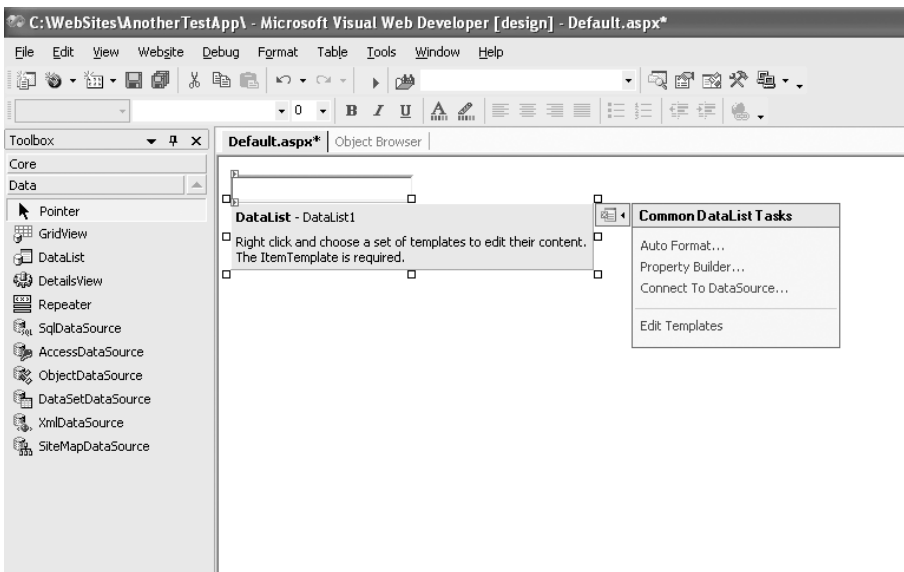 C:\WebSites\AnotherTestApp\ - Microsoft Visual Web Developer [design] - Default.aspx*
File Edit View Website Debug Format Table Tools Window Help
0 B I U A
Toolbox
Default.aspx* Object Browser
Core
Data
Pointer
GridView
DataList
DetailsView
Repeater
SqlDataSource
AccessDataSource
ObjectDataSource
DataSetDataSource
XmlDataSource
SiteMapDataSource
DataList - DataList1
Right click and choose a set of templates to edit their content.
The ItemTemplate is required.
Common DataList Tasks
Auto Format...
Property Builder...
Connect To DataSource...
Edit Templates